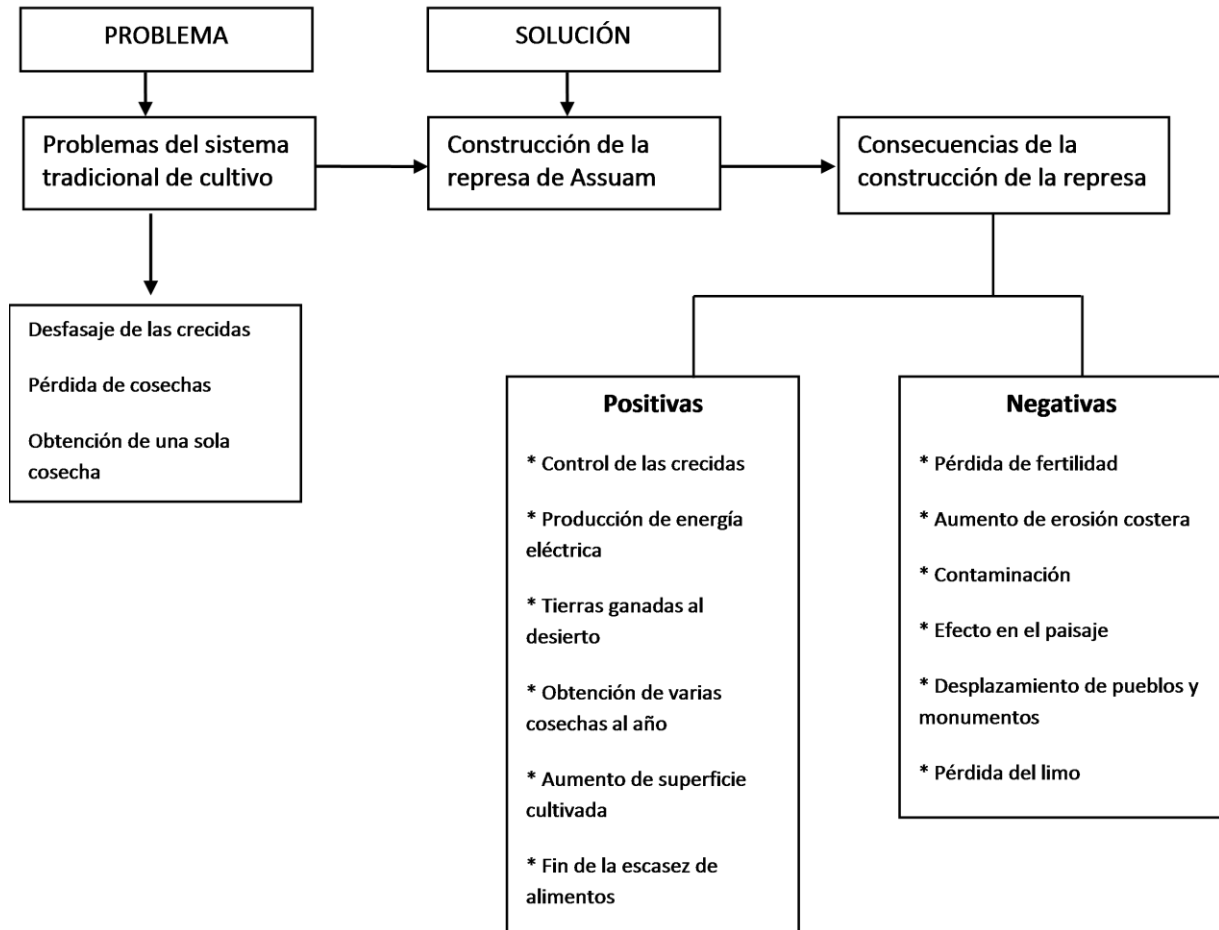 PROBLEMA
SOLUCIÓN
Problemas del sistema
tradicional de cultivo
Construcción de la
represa de Assuam
Consecuencias de la
construcción de la represa
Desfasaje de las crecidas
Pérdida de cosechas
Obtención de una sola
cosecha
Positivas
* Control de las crecidas
* Producción de energía
eléctrica
* Tierras ganadas al
desierto
* Obtención de varias
cosechas al año
* Aumento de superficie
cultivada
* Fin de la escasez de
alimentos
Negativas
* Pérdida de fertilidad
* Aumento de erosión costera
* Contaminación
* Efecto en el paisaje
* Desplazamiento de pueblos y
monumentos
* Pérdida del limo